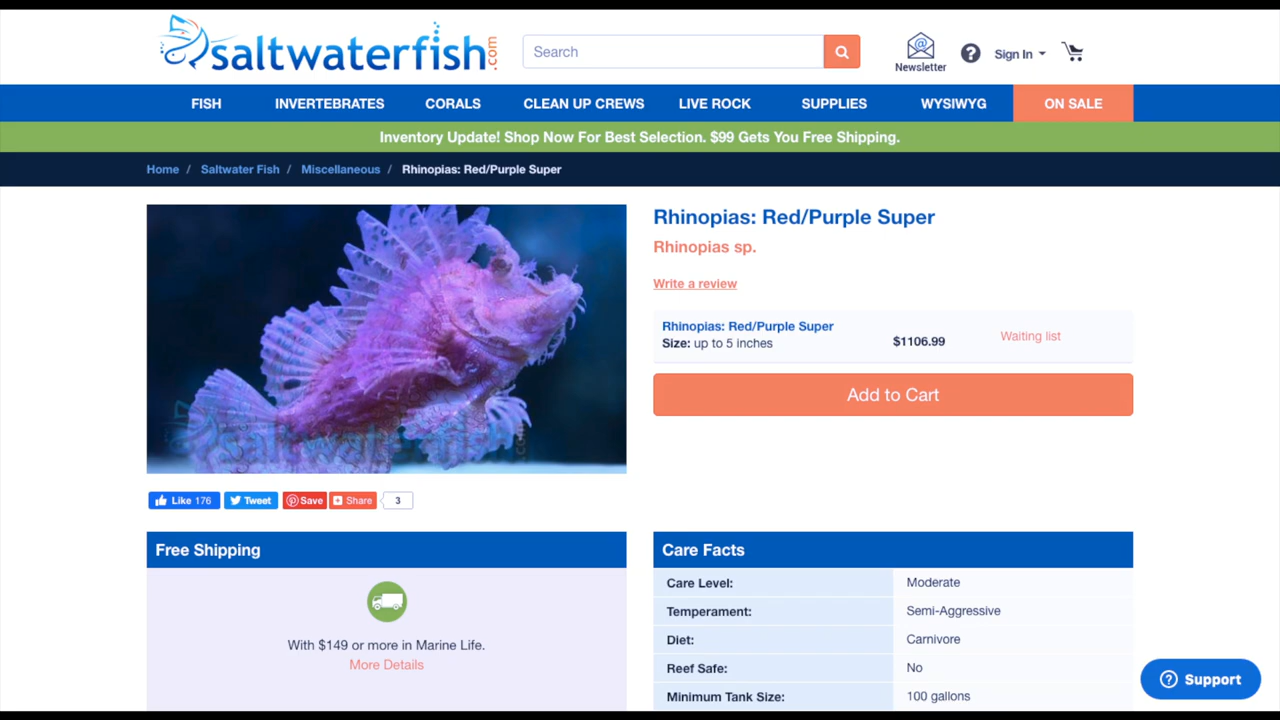 saltwaterfish.com
Search
Newsletter
Sign In
FISH INVERTEBRATES CORALS CLEAN UP CREWS LIVE ROCK SUPPLIES WYSIWYG ON SALE
Inventory Update! Shop Now For Best Selection. $99 Gets You Free Shipping.
Home / Saltwater Fish / Miscellaneous / Rhinopias: Red/Purple Super
saltwaterfish.com
Rhinopias: Red/Purple Super
Rhinopias sp.
Write a review
Rhinopias: Red/Purple Super
Size: up to 5 inches
$1106.99
Waiting list
Add to Cart
Like 176 Tweet Save Share 3
Free Shipping
With $149 or more in Marine Life.
More Details
Care Facts
Care Level: Moderate
Temperament: Semi-Aggressive
Diet: Carnivore
Reef Safe: No
Minimum Tank Size: 100 gallons
? Support